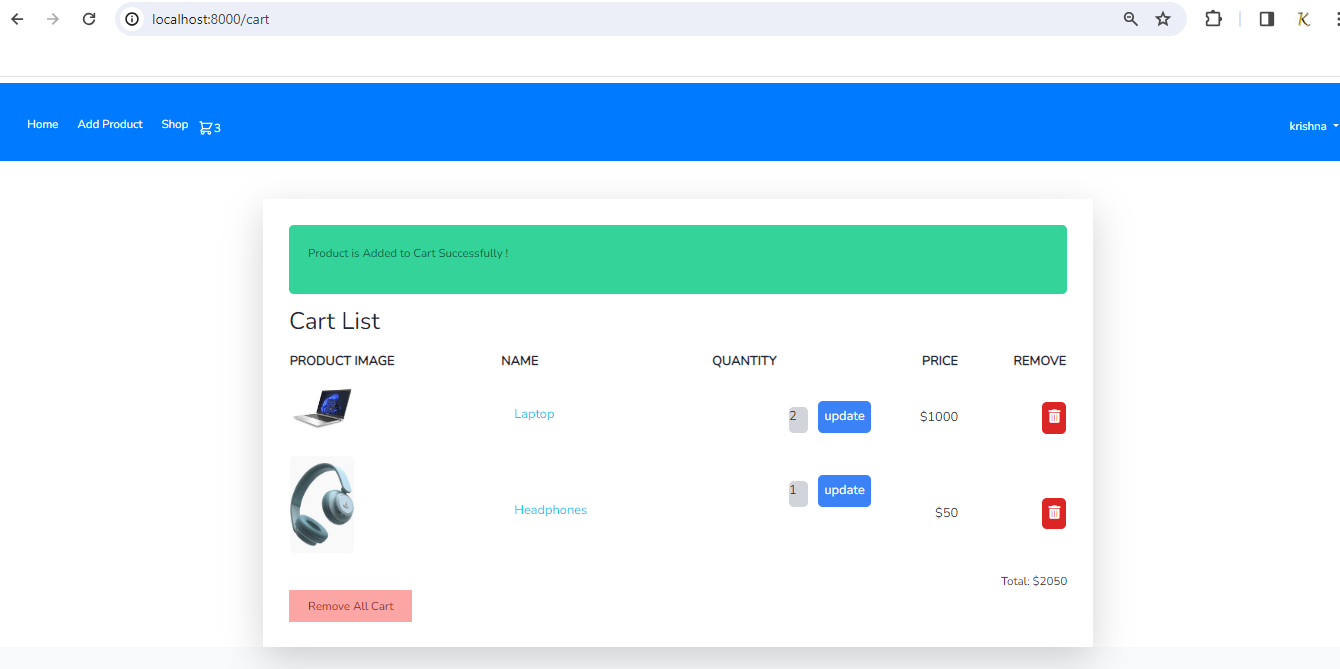 localhost:8000/cart
Home Add Product Shop 3 krishna
Product is Added to Cart Successfully !
Cart List
PRODUCT IMAGE NAME QUANTITY PRICE REMOVE
Laptop 2 update $1000
Headphones 1 update $50
Total: $2050
Remove All Cart